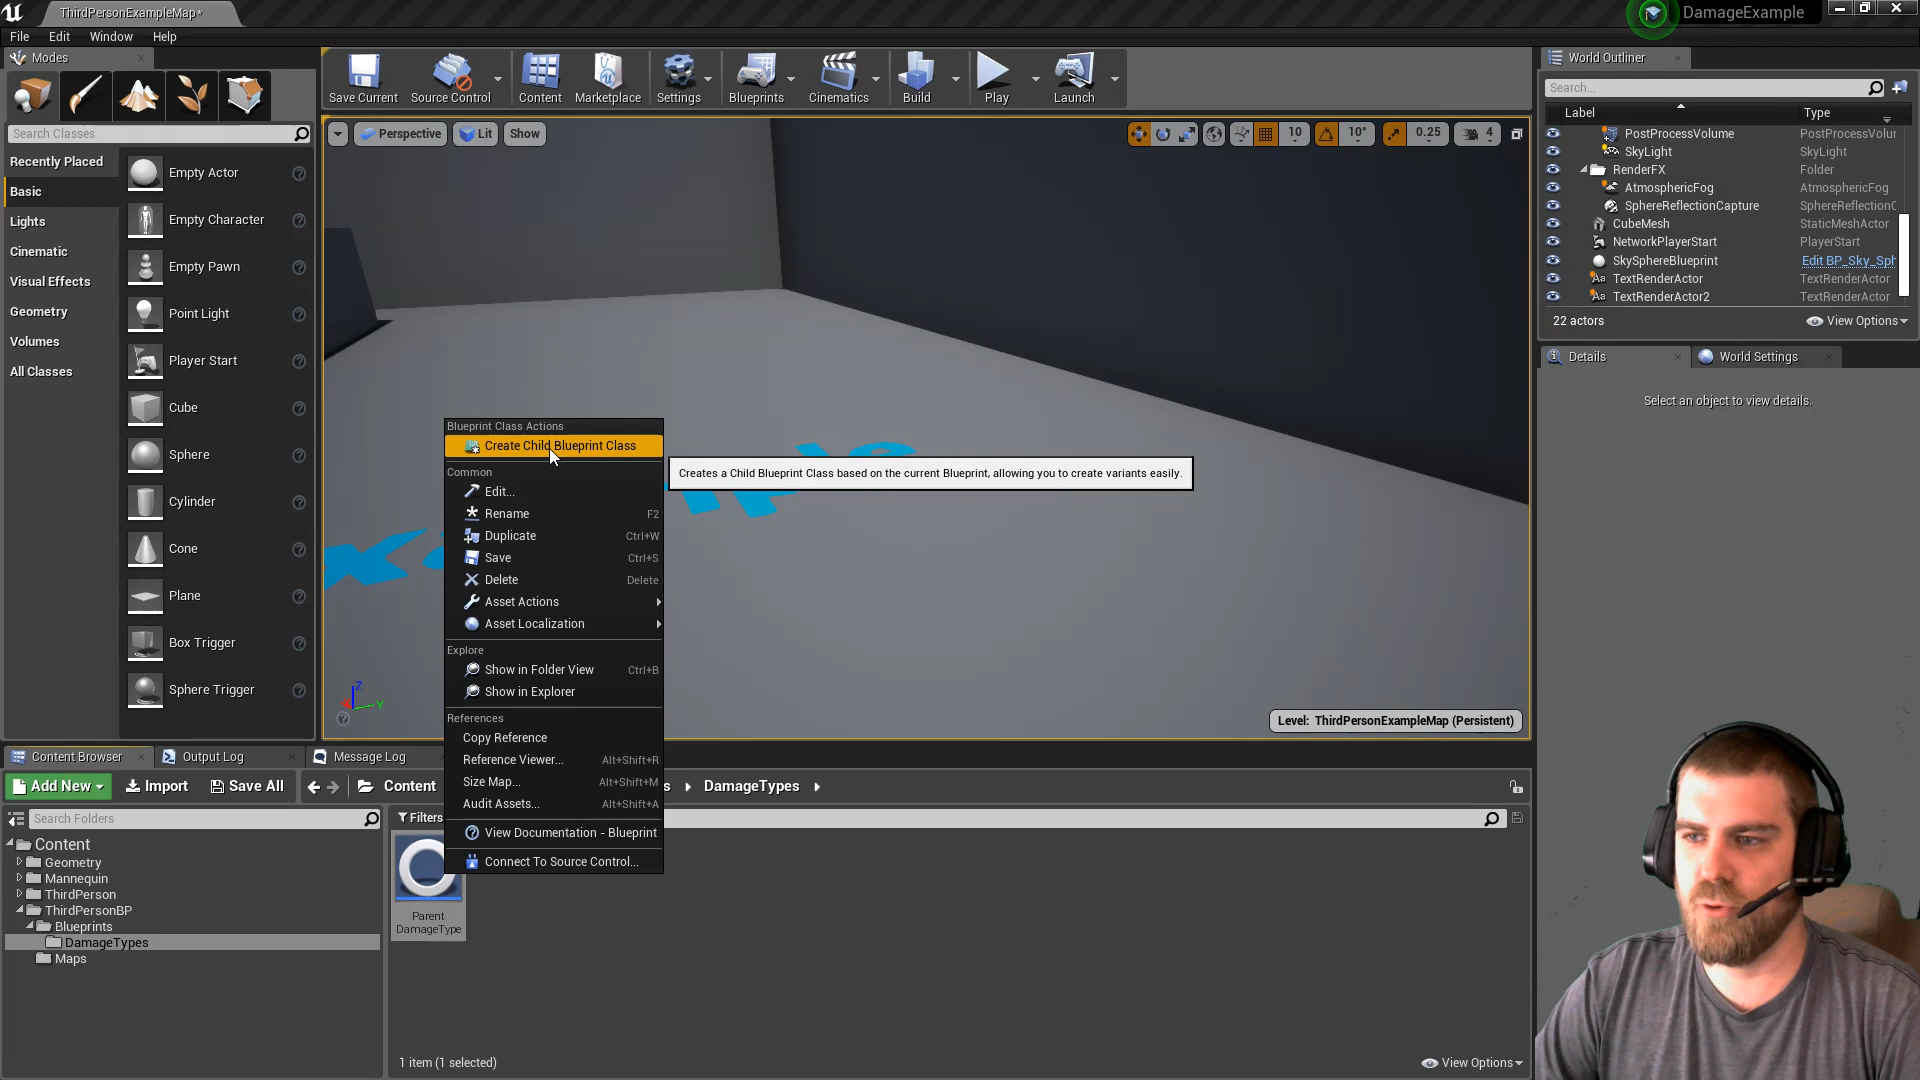 ThirdPersonExampleMap*
DamageExample
File Edit Window Help
Modes
Search Classes
Recently Placed
Basic
Lights
Cinematic
Visual Effects
Geometry
Volumes
All Classes
Empty Actor
Empty Character
Empty Pawn
Point Light
Player Start
Cube
Sphere
Cylinder
Cone
Plane
Box Trigger
Sphere Trigger
Save Current
Source Control
Content
Marketplace
Settings
Blueprints
Cinematics
Build
Play
Launch
Perspective Lit Show
10 10° 0.25 4
Blueprint Class Actions
Create Child Blueprint Class
Creates a Child Blueprint Class based on the current Blueprint, allowing you to create variants easily.
Common
Edit...
Rename F2
Duplicate Ctrl+W
Save Ctrl+S
Delete Delete
Asset Actions
Asset Localization
Explore
Show in Folder View Ctrl+B
Show in Explorer
References
Copy Reference
Reference Viewer... Alt+Shift+R
Size Map... Alt+Shift+M
Audit Assets... Alt+Shift+A
View Documentation - Blueprint
Connect To Source Control...
Z
Y
Level: ThirdPersonExampleMap (Persistent)
World Outliner
Search...
Label Type
PostProcessVolume PostProcessVolur
SkyLight SkyLight
RenderFX Folder
AtmosphericFog AtmosphericFog
SphereReflectionCapture SphereReflectionC
CubeMesh StaticMeshActor
NetworkPlayerStart PlayerStart
SkySphereBlueprint Edit BP_Sky_Sph
TextRenderActor TextRenderActor
TextRenderActor2 TextRenderActor
22 actors
View Options
Details
World Settings
Select an object to view details.
Content Browser
Output Log
Message Log
Add New Import Save All
Content
DamageTypes
Search Folders
Filters
Content
Geometry
Mannequin
ThirdPerson
ThirdPersonBP
Blueprints
DamageTypes
Maps
Parent
DamageType
1 item (1 selected)
View Options